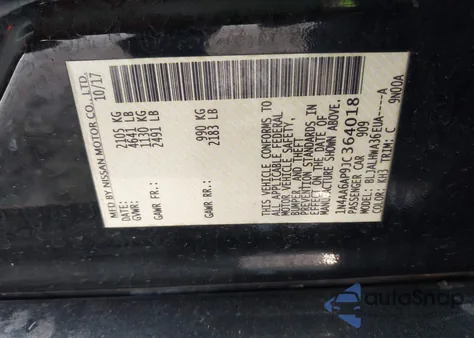 MFD BY NISSAN MOTOR CO., LTD.
DATE: 10/17
GVWR: 2105 KG
4641 LB
GAWR FR.: 1130 KG
2491 LB
GAWR RR.: 990 KG
2183 LB
THIS VEHICLE CONFORMS TO
ALL APPLICABLE FEDERAL
MOTOR VEHICLE SAFETY,
BUMPER, AND THEFT
PREVENTION STANDARDS IN
EFFECT ON THE DATE OF
MANUFACTURE SHOWN ABOVE.
1N4AA6AP9JC364018
PASSENGER CAR 909
MODEL: BLJALHWA36EUA----A
COLOR: KH3 TRIM: C 9N00A
autoSnap